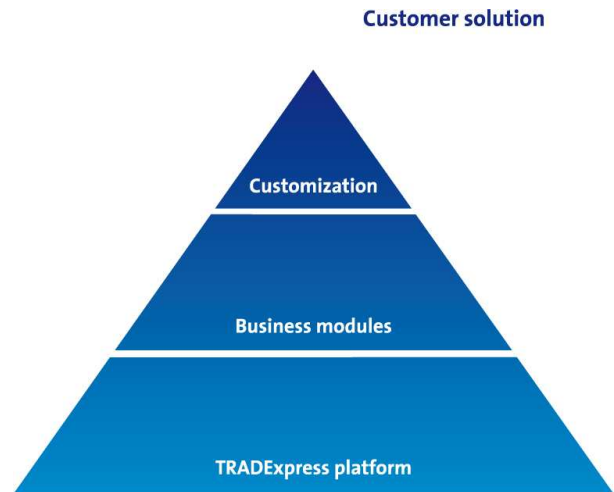 Customer solution
Customization
Business modules
TRADExpress platform